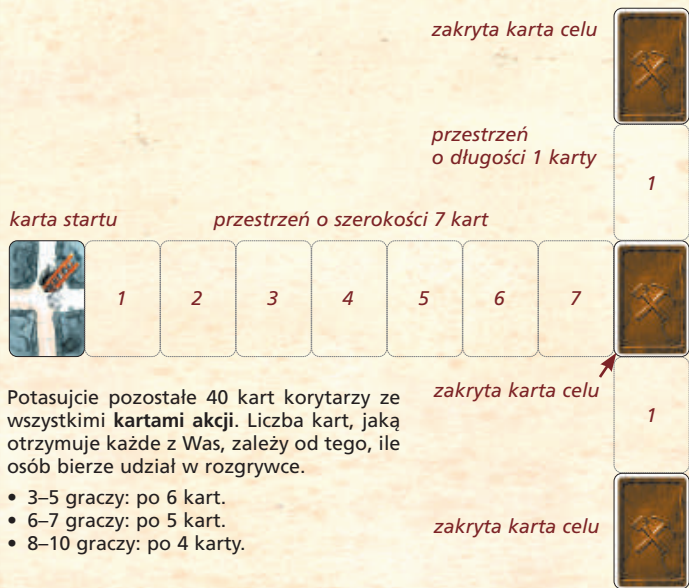 zakryta karta celu
przestrzeń
o długości 1 karty
1
karta startu
przestrzeń o szerokości 7 kart
1 2 3 4 5 6 7
zakryta karta celu
1
Potasujcie pozostałe 40 kart korytarzy ze
wszystkimi kartami akcji. Liczba kart, jaką
otrzymuje każde z Was, zależy od tego, ile
osób bierze udział w rozgrywce.
• 3–5 graczy: po 6 kart.
• 6–7 graczy: po 5 kart.
• 8–10 graczy: po 4 karty.
zakryta karta celu